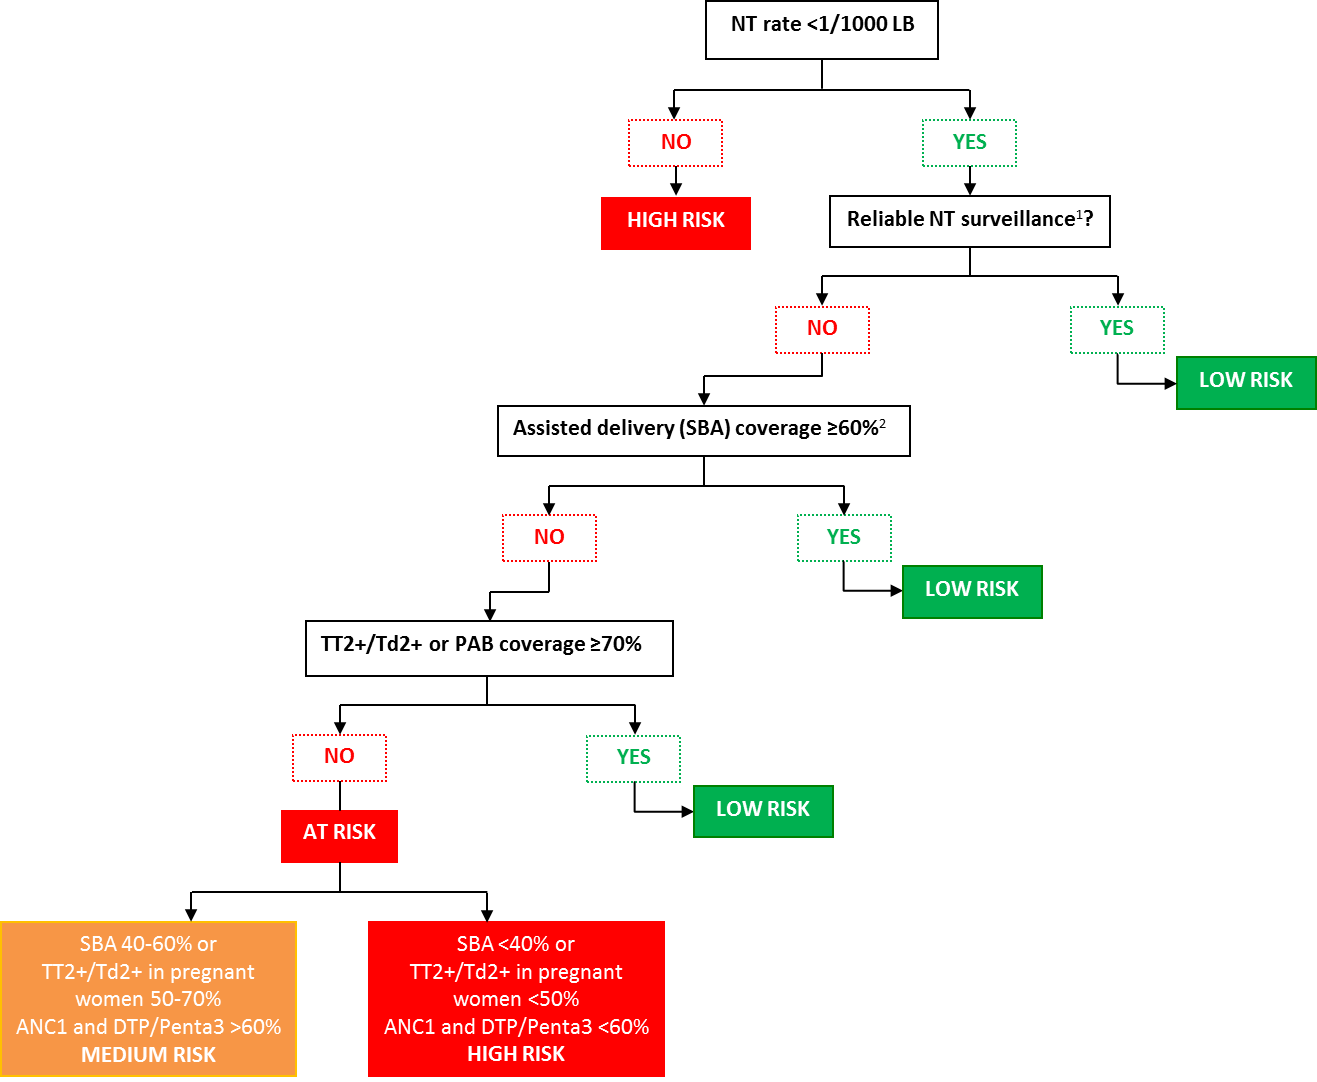 NT rate <1/1000 LB
NO
YES
HIGH RISK
Reliable NT surveillance¹?
NO
YES
LOW RISK
Assisted delivery (SBA) coverage ≥60%²
NO
YES
LOW RISK
TT2+/Td2+ or PAB coverage ≥70%
NO
YES
LOW RISK
AT RISK
SBA 40-60% or
TT2+/Td2+ in pregnant
women 50-70%
ANC1 and DTP/Penta3 >60%
MEDIUM RISK
SBA <40% or
TT2+/Td2+ in pregnant
women <50%
ANC1 and DTP/Penta3 <60%
HIGH RISK